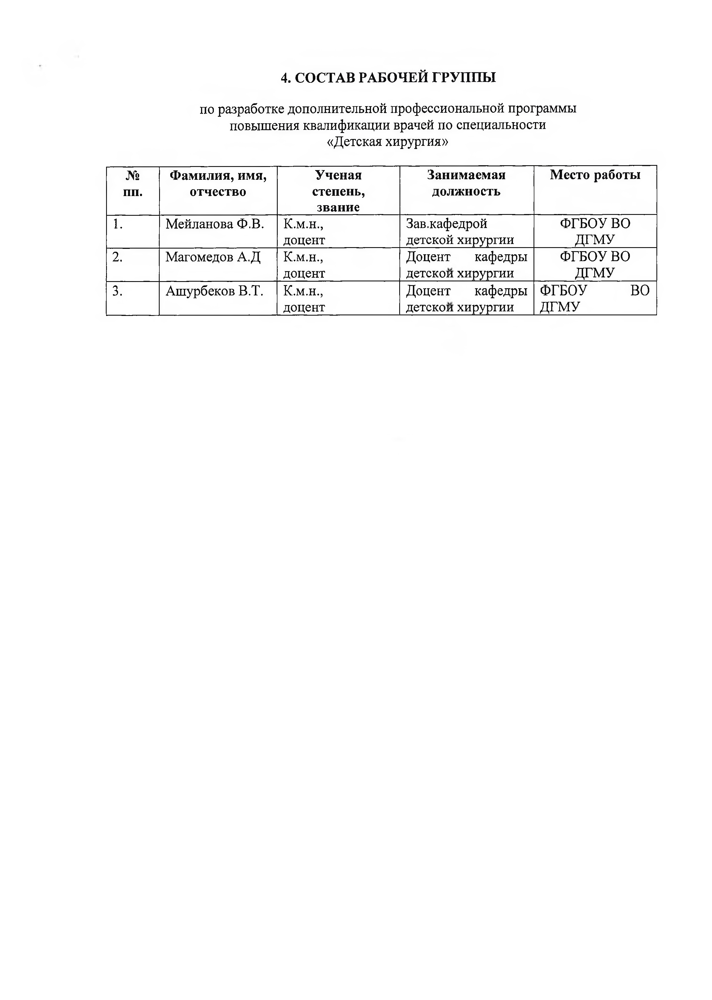 4. СОСТАВ РАБОЧЕЙ ГРУППЫ
по разработке дополнительной профессиональной программы
повышения квалификации врачей по специальности
«Детская хирургия»
№ пп. Фамилия, имя, отчество Ученая степень, звание Занимаемая должность Место работы
1. Мейланова Ф.В. К.м.н., доцент Зав.кафедрой детской хирургии ФГБОУ ВО ДГМУ
2. Магомедов А.Д К.м.н., доцент Доцент кафедры детской хирургии ФГБОУ ВО ДГМУ
3. Ашурбеков В.Т. К.м.н., доцент Доцент кафедры детской хирургии ФГБОУ ВО ДГМУ